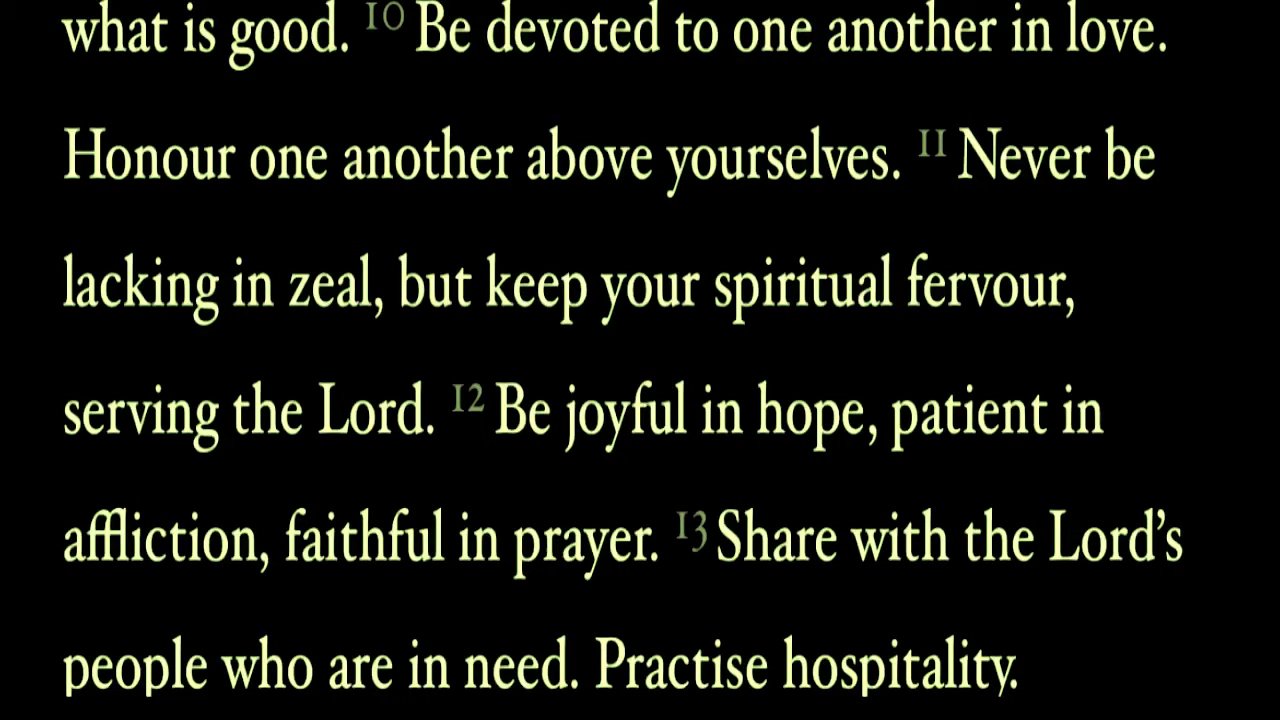 what is good. 10 Be devoted to one another in love.
Honour one another above yourselves. 11 Never be
lacking in zeal, but keep your spiritual fervour,
serving the Lord. 12 Be joyful in hope, patient in
affliction, faithful in prayer. 13 Share with the Lord’s
people who are in need. Practise hospitality.